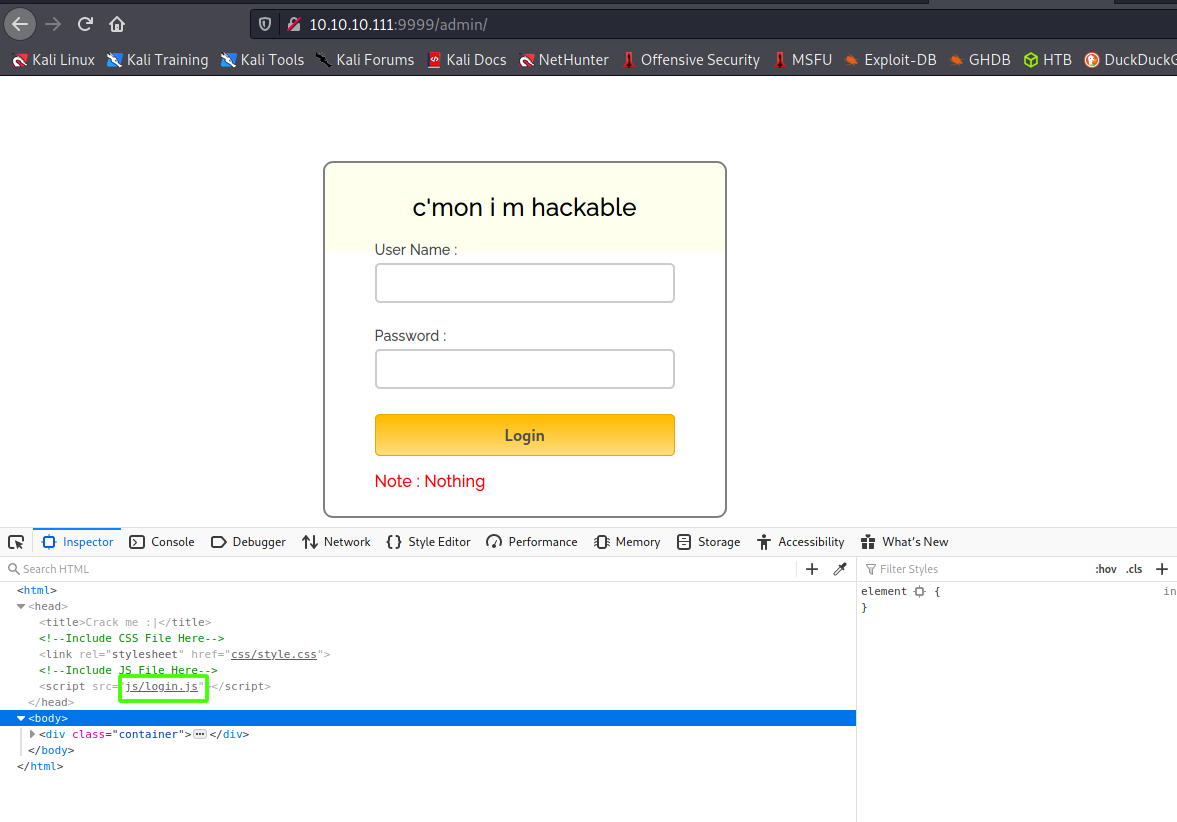 10.10.10.111:9999/admin/
Kali Linux Kali Training Kali Tools Kali Forums Kali Docs NetHunter Offensive Security MSFU Exploit-DB GHDB HTB DuckDuckG
c'mon i m hackable
User Name :
Password :
Login
Note : Nothing
Inspector Console Debugger Network Style Editor Performance Memory Storage Accessibility What's New
Search HTML
Filter Styles :hov .cls
<html>
<head>
<title>Crack me :|</title>
<!--Include CSS File Here-->
<link rel="stylesheet" href="css/style.css">
<!--Include JS File Here-->
<script src="js/login.js"></script>
</head>
<body>
<div class="container"></div>
</body>
</html>
element { in
}